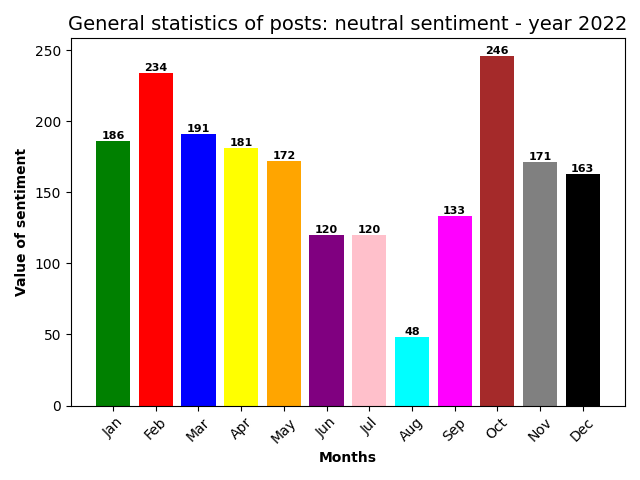 General statistics of posts: neutral sentiment - year 2022
Value of sentiment
250
200
150
100
50
0
186
234
191
181
172
120
120
48
133
246
171
163
Jan
Feb
Mar
Apr
May
Jun
Jul
Aug
Sep
Oct
Nov
Dec
Months